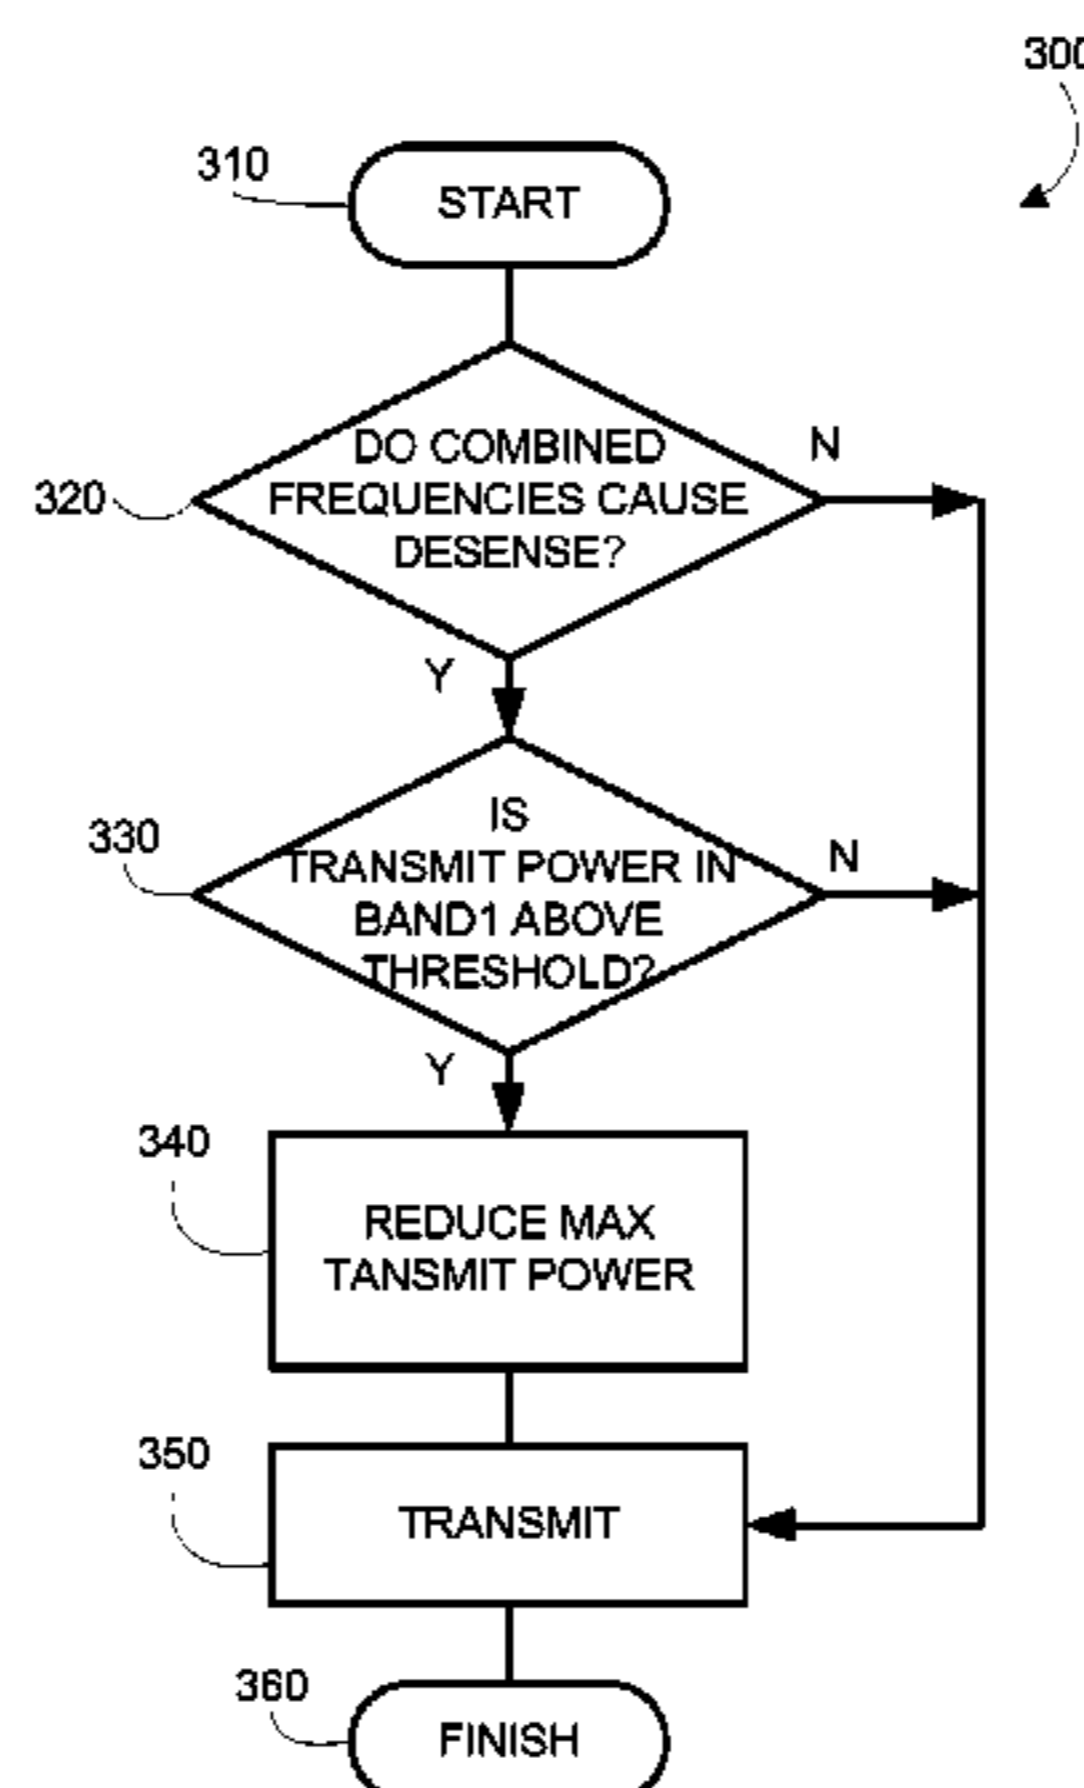 300
310
START
DO COMBINED
N
320
FREQUENCIES CAUSE
DESENSE?
Y
IS
330
TRANSMIT POWER IN
N
BAND1 ABOVE
THRESHOLD?
Y
340
REDUCE MAX
TANSMIT POWER
350
TRANSMIT
360
FINISH